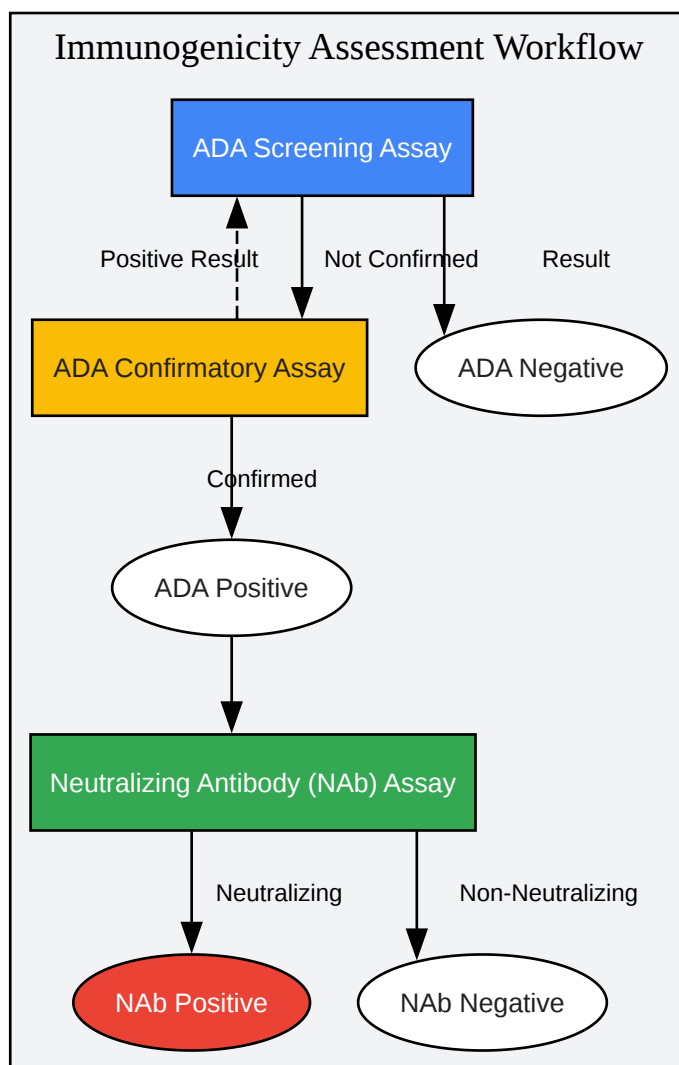 Immunogenicity Assessment Workflow
ADA Screening Assay
Positive Result
Not Confirmed
Result
ADA Confirmatory Assay
ADA Negative
Confirmed
ADA Positive
Neutralizing Antibody (NAb) Assay
Neutralizing
Non-Neutralizing
NAb Positive
NAb Negative